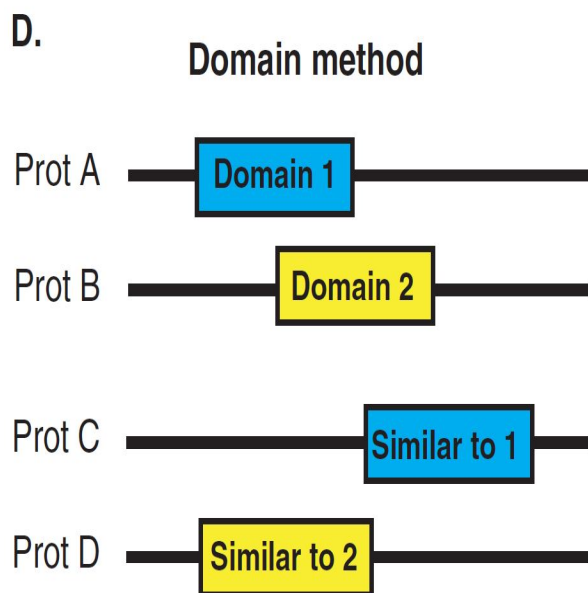 D.
Domain method
Prot A
Domain 1
Prot B
Domain 2
Prot C
Similar to 1
Prot D
Similar to 2